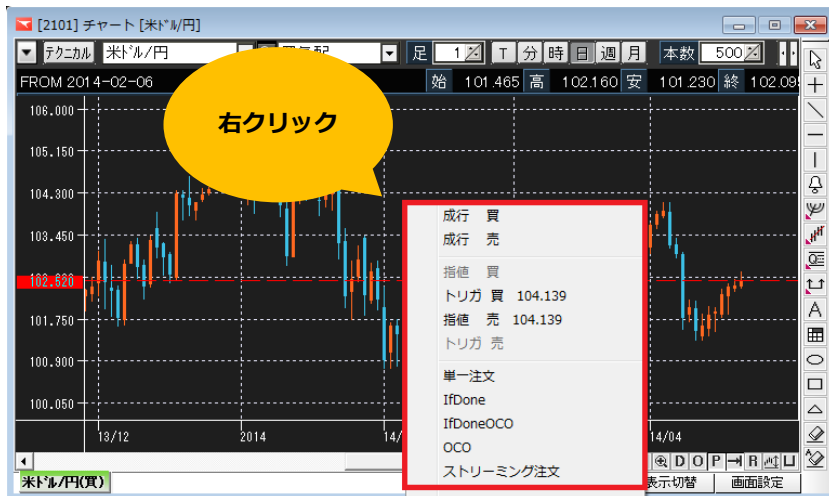 [2101] チャート [米ﾄﾞﾙ/円]
テクニカル 米ﾄﾞﾙ/円 足 1 T 分 時 日 週 月 本数 500
FROM 2014-02-06 始 101.465 高 102.160 安 101.230 終 102.09
右クリック
106.000
105.150
104.300
103.450
102.520
101.750
100.900
100.050
成行 買
成行 売
指値 買
トリガ 買 104.139
指値 売 104.139
トリガ 売
単一注文
IfDone
IfDoneOCO
OCO
ストリーミング注文
13/12 2014 14/ 14/04
D O P R
米ﾄﾞﾙ/円(買) 表示切替 画面設定
A